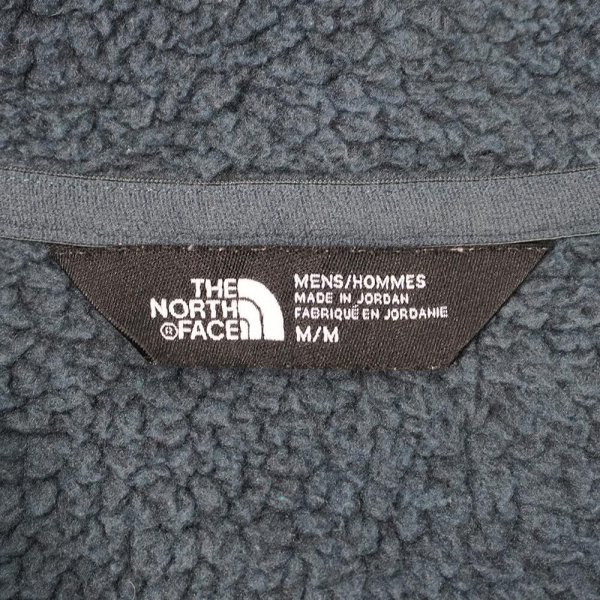 THE
NORTH
® FACE
MENS/HOMMES
MADE IN JORDAN
FABRIQUÉ EN JORDANIE
M/M